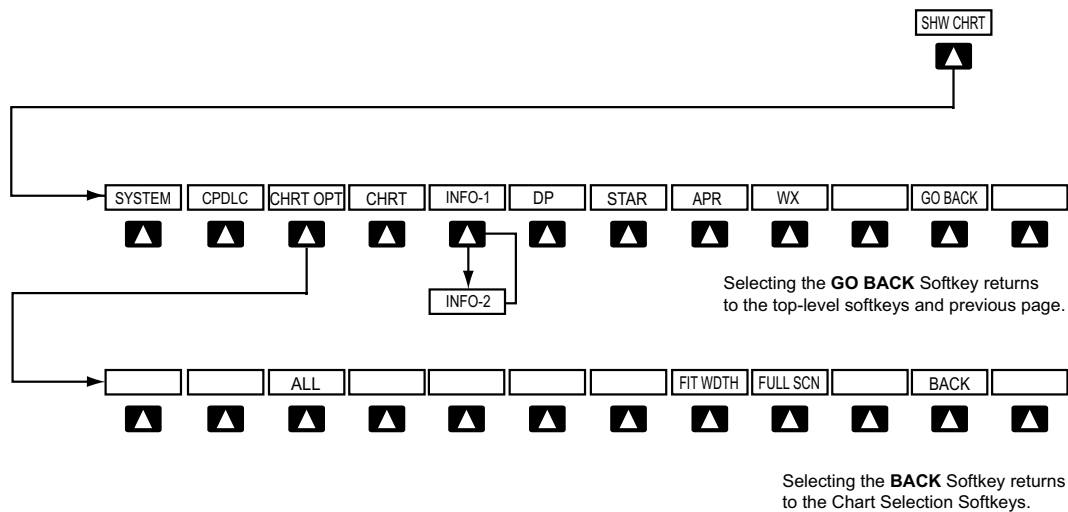 SHW CHRT
SYSTEM CPDLC CHRT OPT CHRT INFO-1 DP STAR APR WX GO BACK
INFO-2
Selecting the GO BACK Softkey returns
to the top-level softkeys and previous page.
ALL FIT WDTH FULL SCN BACK
Selecting the BACK Softkey returns
to the Chart Selection Softkeys.